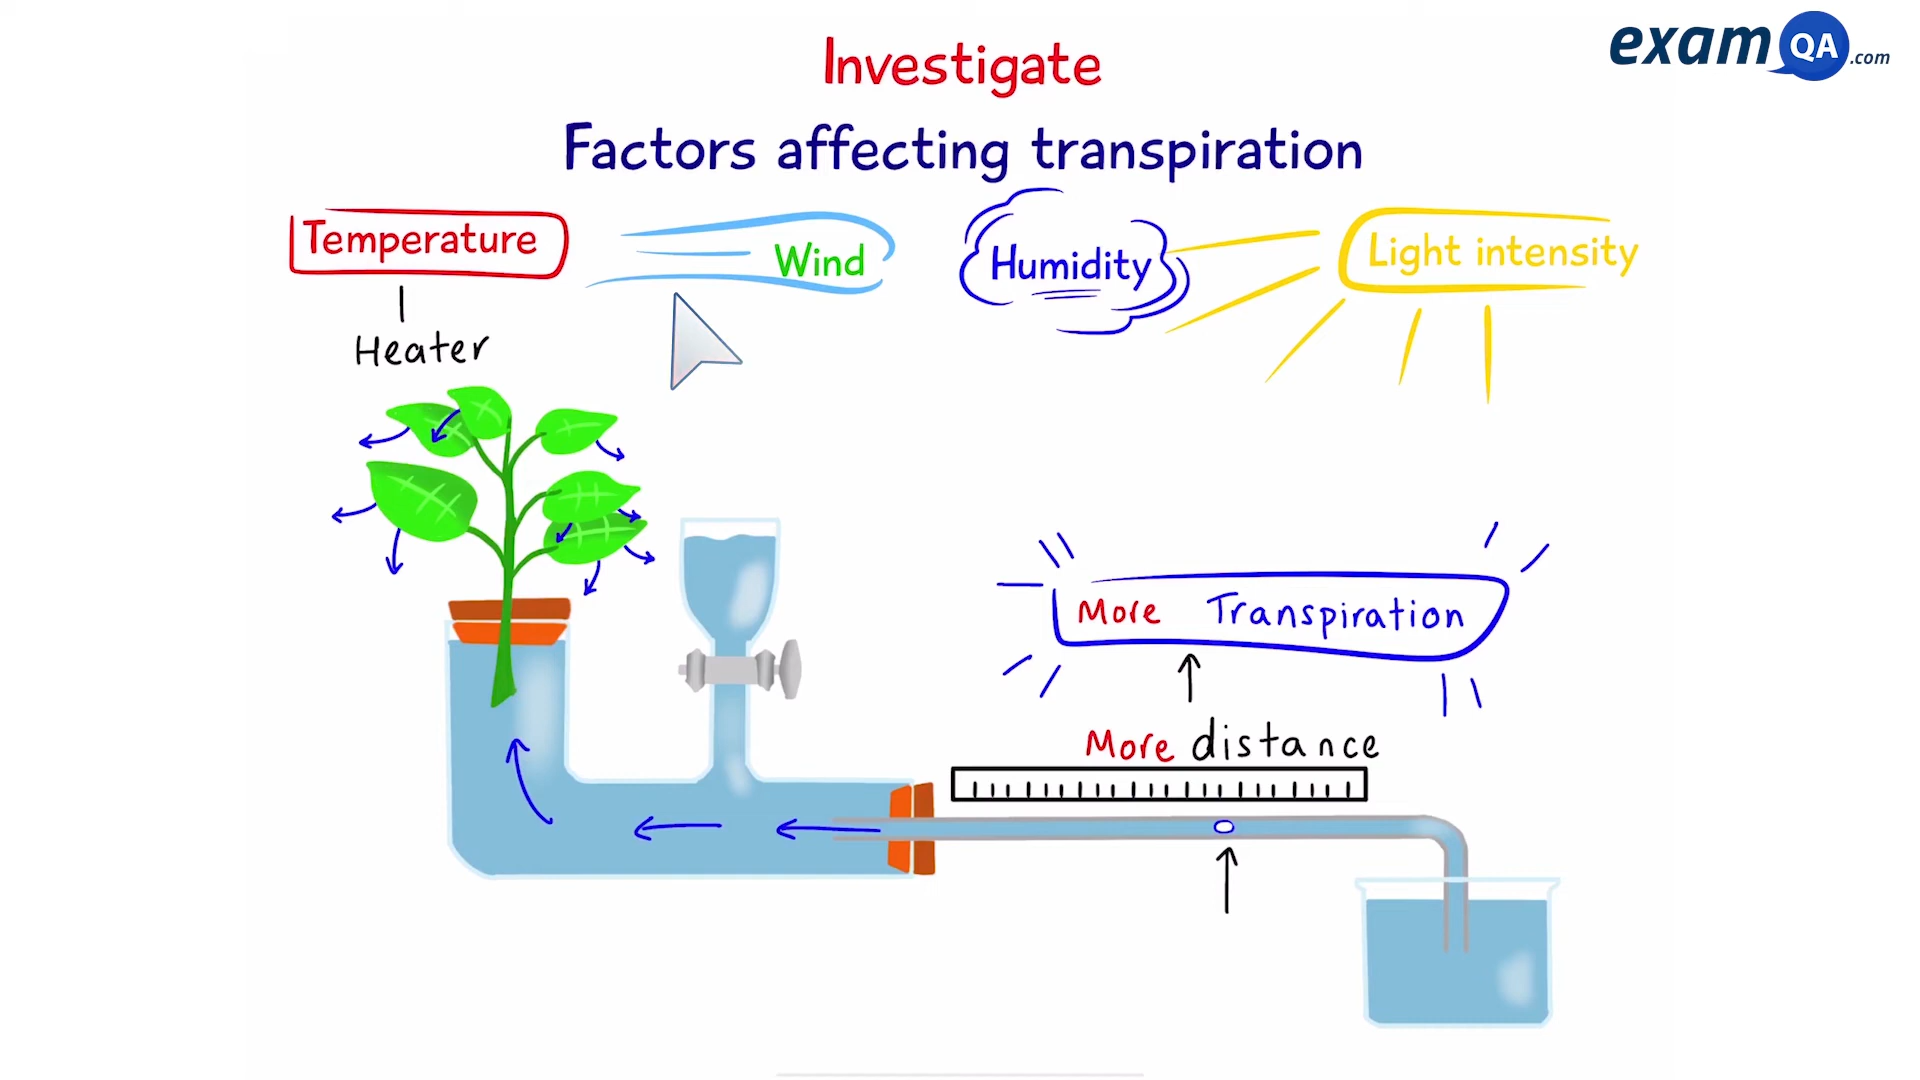 examQA.com
Investigate
Factors affecting transpiration
Temperature
Wind
Humidity
Light intensity
Heater
More Transpiration
More distance